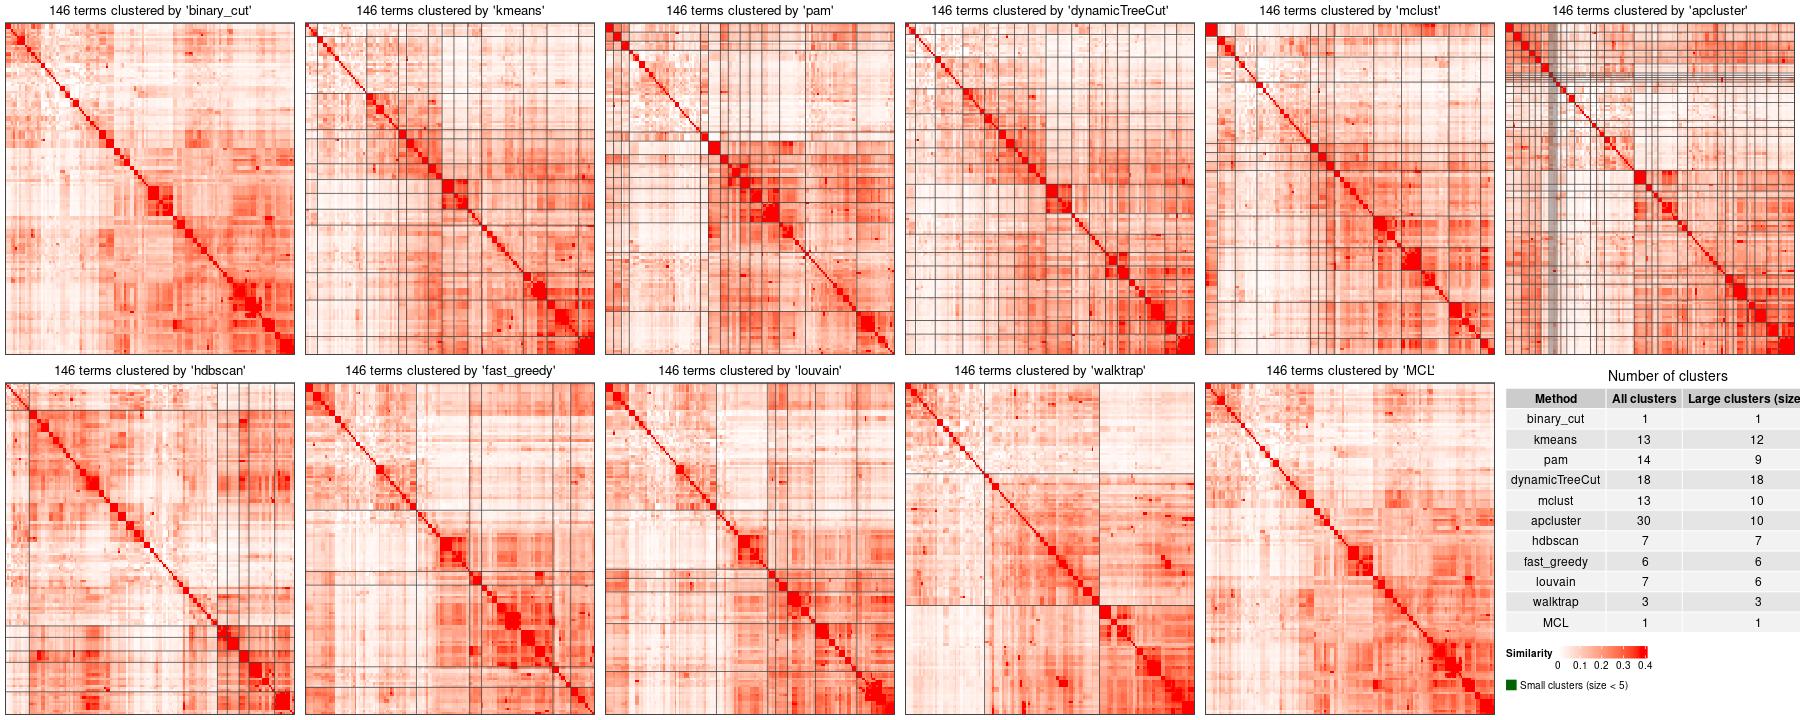 146 terms clustered by 'binary_cut'
146 terms clustered by 'kmeans'
146 terms clustered by 'pam'
146 terms clustered by 'dynamicTreeCut'
146 terms clustered by 'mclust'
146 terms clustered by 'apcluster'
146 terms clustered by 'hdbscan'
146 terms clustered by 'fast_greedy'
146 terms clustered by 'louvain'
146 terms clustered by 'walktrap'
146 terms clustered by 'MCL'
Number of clusters
Method All clusters Large clusters (size
binary_cut 1 1
kmeans 13 12
pam 14 9
dynamicTreeCut 18 18
mclust 13 10
apcluster 30 10
hdbscan 7 7
fast_greedy 6 6
louvain 7 6
walktrap 3 3
MCL 1 1
Similarity
0 0.1 0.2 0.3 0.4
Small clusters (size < 5)